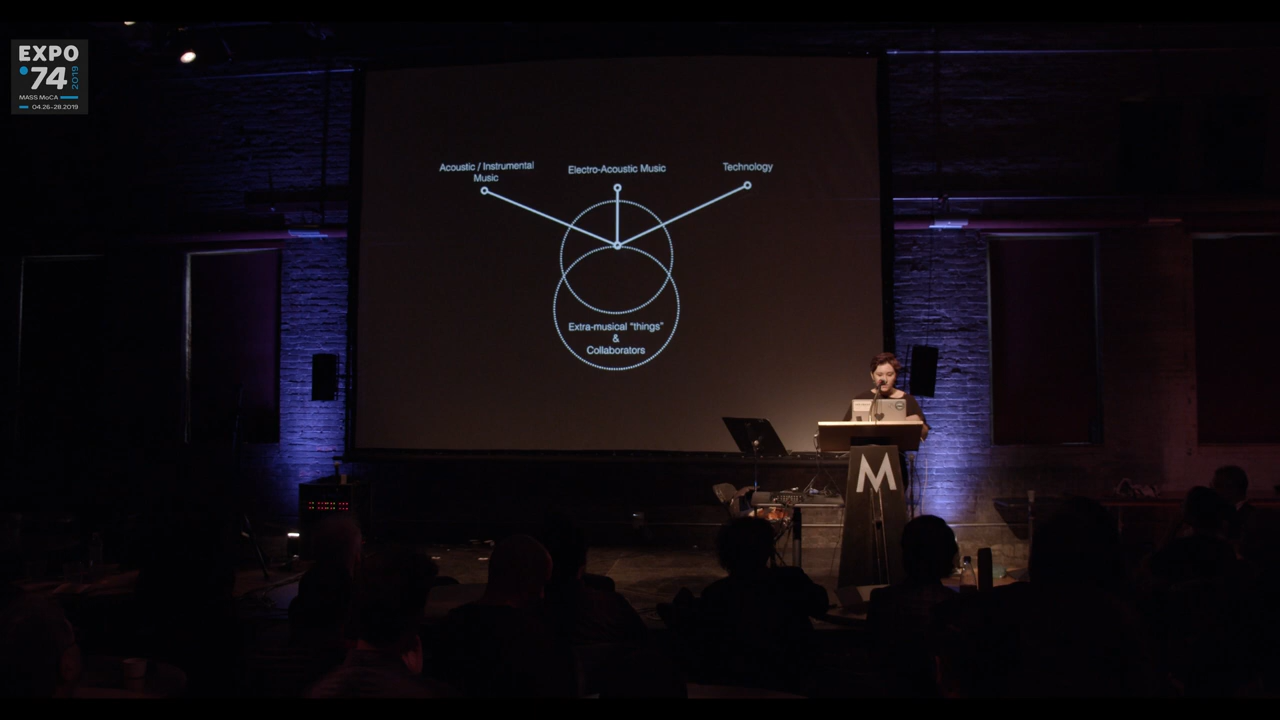 EXPO
'74 2019
MASS MoCA
04.26-28.2019
Acoustic / Instrumental
Music
Electro-Acoustic Music
Technology
Extra-musical "things"
&
Collaborators
M